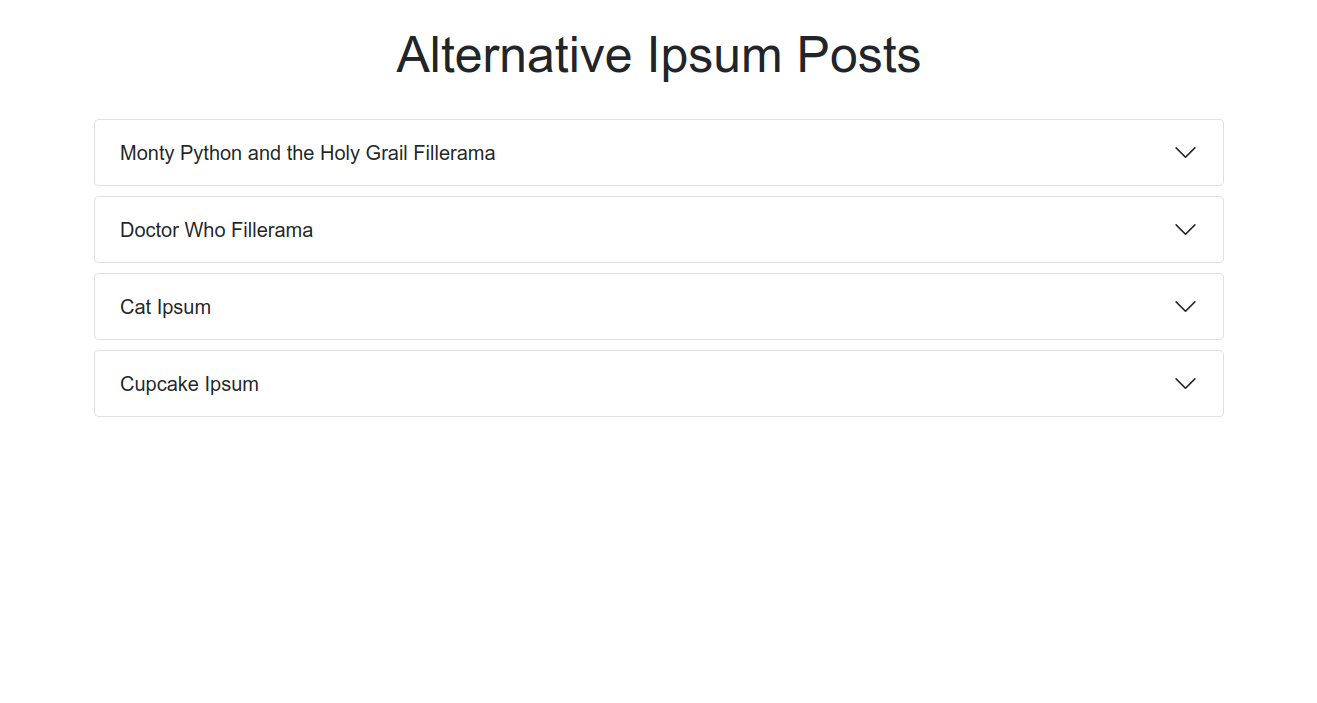 Alternative Ipsum Posts
Monty Python and the Holy Grail Fillerama
Doctor Who Fillerama
Cat Ipsum
Cupcake Ipsum